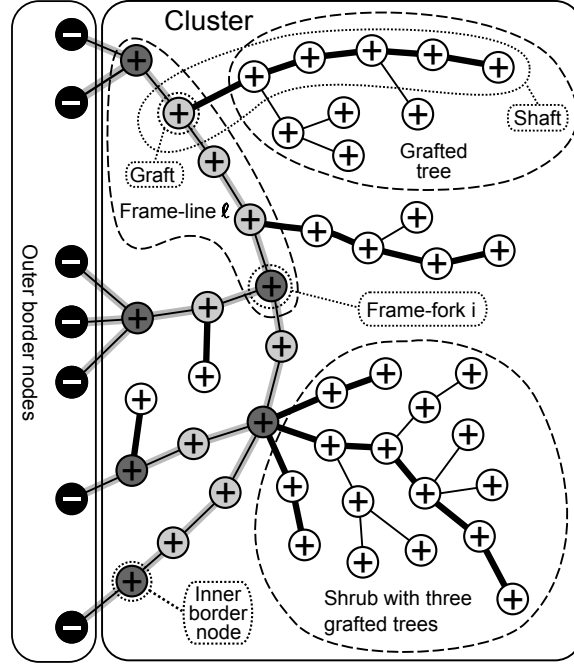 Cluster
Shaft
Grafted
tree
Graft
Frame-line ℓ
Outer border nodes
Frame-fork i
Inner
border
node
Shrub with three
grafted trees